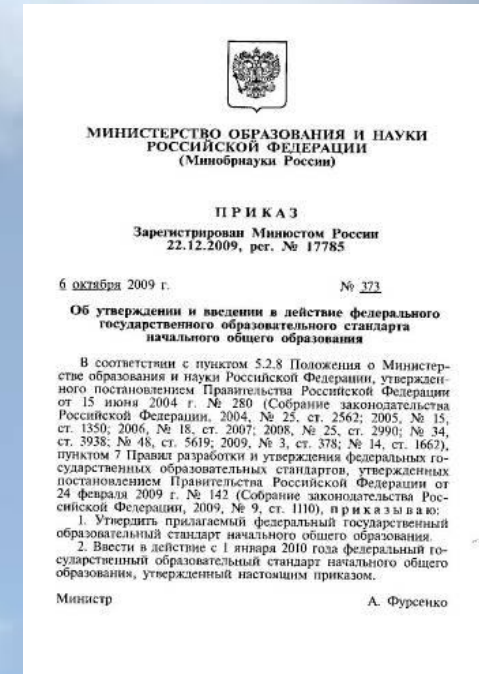 МИНИСТЕРСТВО ОБРАЗОВАНИЯ И НАУКИ
РОССИЙСКОЙ ФЕДЕРАЦИИ
(Минобрнауки России)
ПРИКАЗ
Зарегистрирован Минюстом России
22.12.2009, рег. № 17785
6 октября 2009 г. № 373
Об утверждении и введении в действие федерального
государственного образовательного стандарта
начального общего образования
В соответствии с пунктом 5.2.8 Положения о Министер-
стве образования и науки Российской Федерации, утвержден-
ного постановлением Правительства Российской Федерации
от 15 июня 2004 г. № 280 (Собрание законодательства
Российской Федерации, 2004, № 25, ст. 2562; 2005, № 15,
ст. 1350; 2006, № 18, ст. 2007; 2008, № 25, ст. 2990; № 34,
ст. 3938; № 48, ст. 5619; 2009, № 3, ст. 378; № 14, ст. 1662),
пунктом 7 Правил разработки и утверждения федеральных го-
сударственных образовательных стандартов, утвержденных
постановлением Правительства Российской Федерации от
24 февраля 2009 г. № 142 (Собрание законодательства Рос-
сийской Федерации, 2009, № 9, ст. 1110), приказываю:
1. Утвердить прилагаемый федеральный государственный
образовательный стандарт начального общего образования.
2. Ввести в действие с 1 января 2010 года федеральный го-
сударственный образовательный стандарт начального общего
образования, утвержденный настоящим приказом.
Министр А. Фурсенко